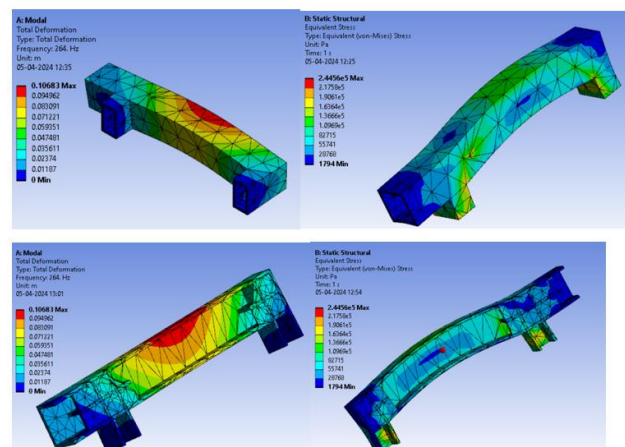 A: Modal
Total Deformation
Type: Total Deformation
Frequency: 264. Hz
Unit: m
05-04-2024 12:35
0.10683 Max
0.094962
0.083091
0.071221
0.059351
0.047481
0.035611
0.02374
0.01187
0 Min
B: Static Structural
Equivalent Stress
Type: Equivalent (von-Mises) Stress
Unit: Pa
Time: 1 s
05-04-2024 12:25
2.4456e5 Max
2.1758e5
1.9061e5
1.6364e5
1.3666e5
1.0969e5
82715
55741
28768
1794 Min
A: Modal
Total Deformation
Type: Total Deformation
Frequency: 264. Hz
Unit: m
05-04-2024 13:01
0.10683 Max
0.094962
0.083091
0.071221
0.059351
0.047481
0.035611
0.02374
0.01187
0 Min
B: Static Structural
Equivalent Stress
Type: Equivalent (von-Mises) Stress
Unit: Pa
Time: 1 s
05-04-2024 12:54
2.4456e5 Max
2.1758e5
1.9061e5
1.6364e5
1.3666e5
1.0969e5
82715
55741
28768
1794 Min